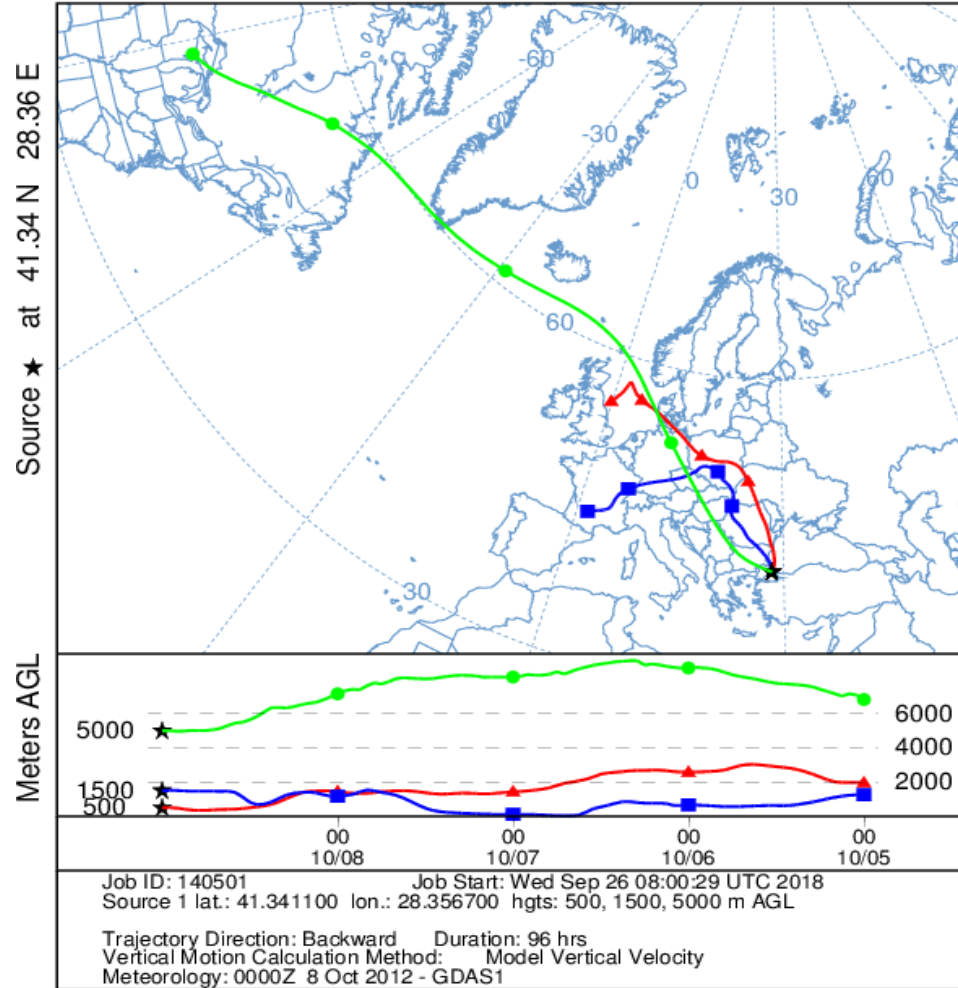 Source ★ at 41.34 N 28.36 E
-60
-30
0
30
60
60
30
Meters AGL
5000
1500
500
6000
4000
2000
00 00 00 00
10/08 10/07 10/06 10/05
Job ID: 140501 Job Start: Wed Sep 26 08:00:29 UTC 2018
Source 1 lat.: 41.341100 lon.: 28.356700 hgts: 500, 1500, 5000 m AGL
Trajectory Direction: Backward Duration: 96 hrs
Vertical Motion Calculation Method: Model Vertical Velocity
Meteorology: 0000Z 8 Oct 2012 - GDAS1